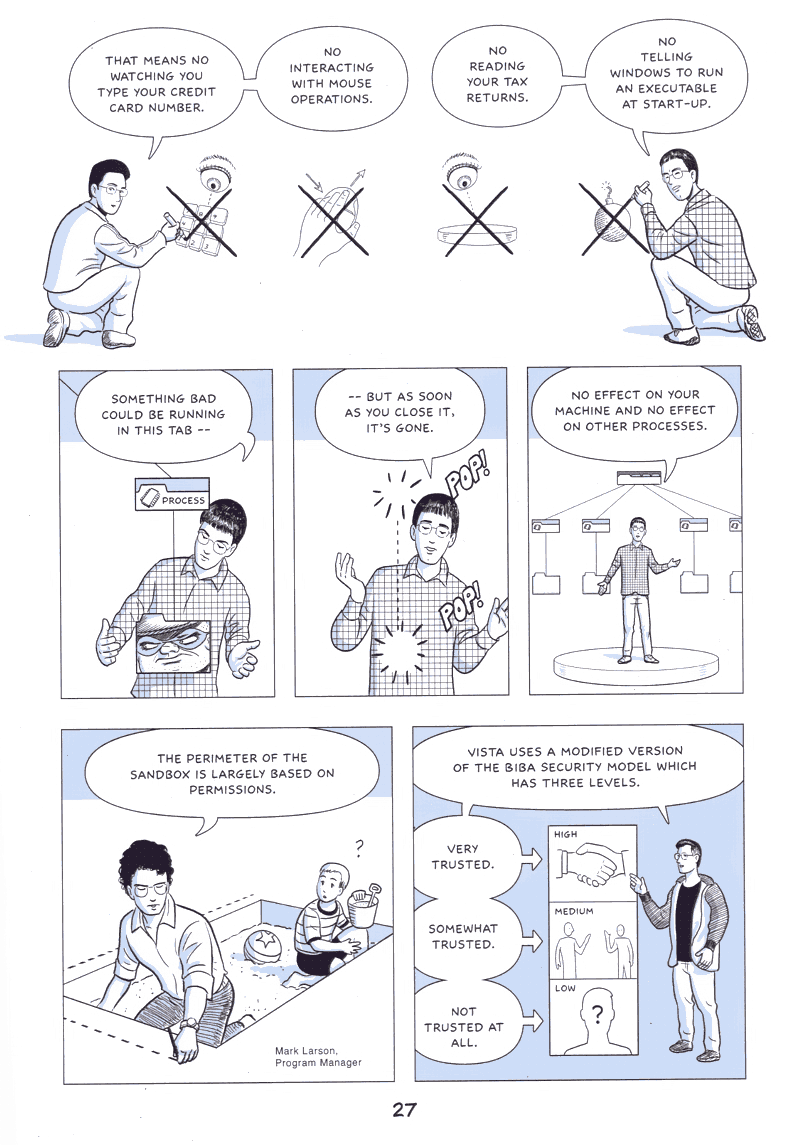 THAT MEANS NO
WATCHING YOU
TYPE YOUR CREDIT
CARD NUMBER.
NO
INTERACTING
WITH MOUSE
OPERATIONS.
NO
READING
YOUR TAX
RETURNS.
NO
TELLING
WINDOWS TO RUN
AN EXECUTABLE
AT START-UP.
SOMETHING BAD
COULD BE RUNNING
IN THIS TAB --
PROCESS
-- BUT AS SOON
AS YOU CLOSE IT,
IT'S GONE.
POP!
POP!
NO EFFECT ON YOUR
MACHINE AND NO EFFECT
ON OTHER PROCESSES.
THE PERIMETER OF THE
SANDBOX IS LARGELY BASED ON
PERMISSIONS.
?
Mark Larson,
Program Manager
VISTA USES A MODIFIED VERSION
OF THE BIBA SECURITY MODEL WHICH
HAS THREE LEVELS.
VERY
TRUSTED.
HIGH
SOMEWHAT
TRUSTED.
MEDIUM
NOT
TRUSTED AT
ALL.
LOW
?
27